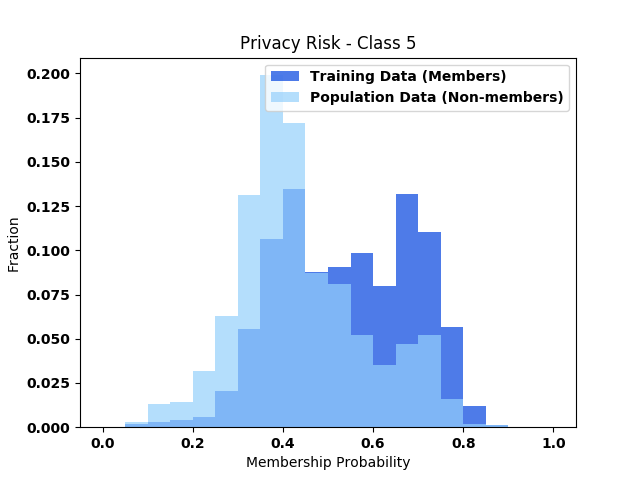 Privacy Risk - Class 5
Training Data (Members)
Population Data (Non-members)
0.200
0.175
0.150
0.125
0.100
0.075
0.050
0.025
0.000
Fraction
0.0 0.2 0.4 0.6 0.8 1.0
Membership Probability